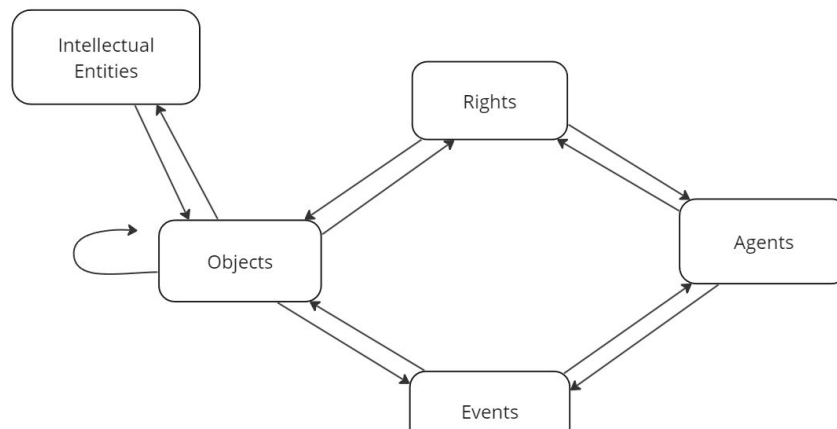 Intellectual
Entities
Rights
Objects
Agents
Events